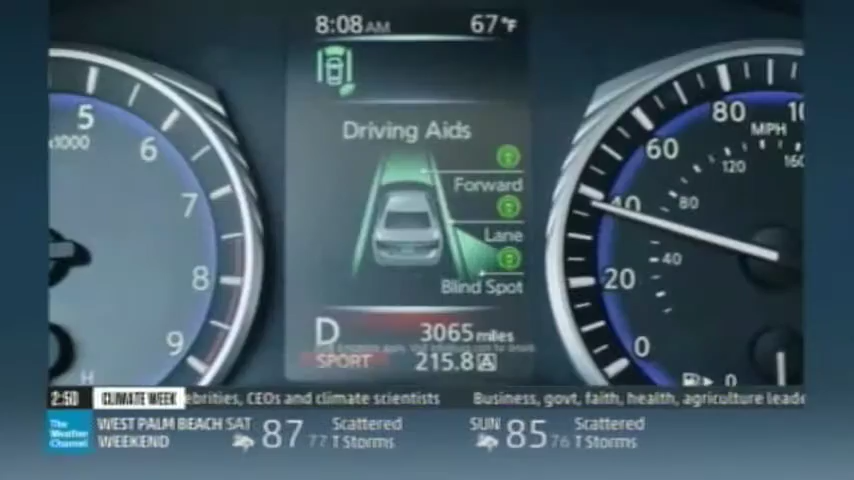 8:08 AM 67°F
Driving Aids
Forward
Lane
Blind Spot
D 3065 miles
SPORT 215.8 A
5
x1000
6
7
8
9
H
80
MPH
60
40
20
0
120
160
80
40
0
2:50 CLIMATE WEEK ebrities, CEOs and climate scientists Business, govt, faith, health, agriculture leade
The Weather Channel
WEST PALM BEACH SAT 87 77 Scattered T Storms SUN 85 76 Scattered T Storms
WEEKEND